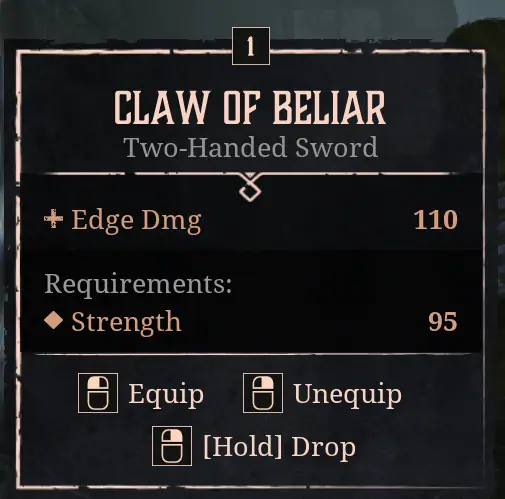 1
CLAW OF BELIAR
Two-Handed Sword
Edge Dmg 110
Requirements:
Strength 95
Equip Unequip
[Hold] Drop